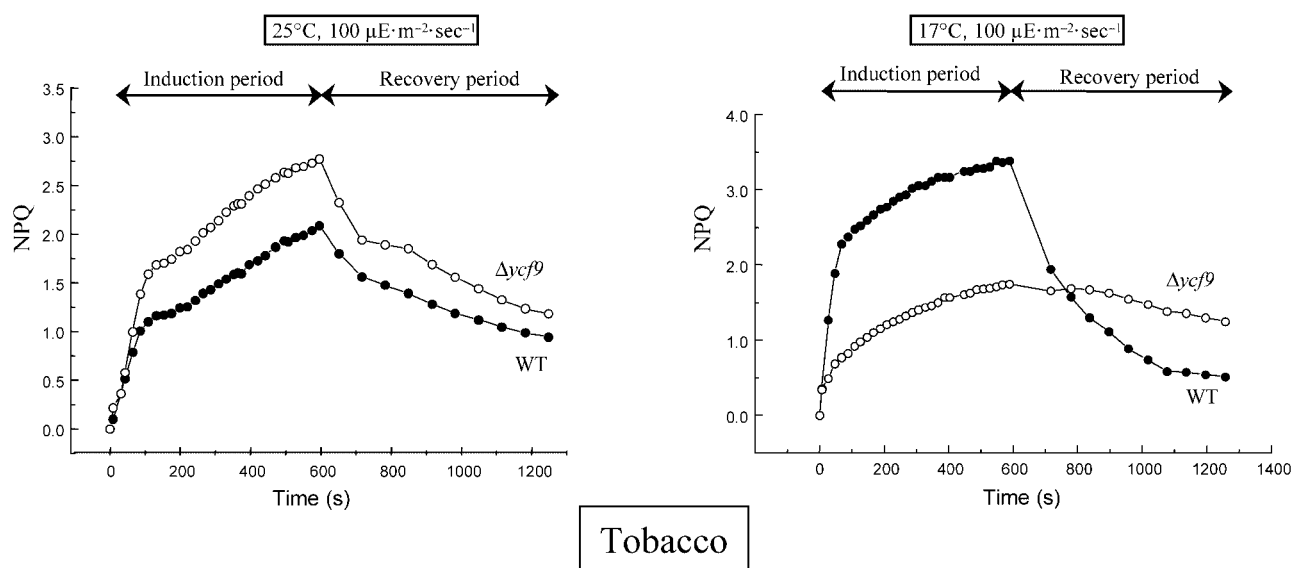 25°C, 100 µE·m⁻²·sec⁻¹
Induction period
Recovery period
NPQ
3.5
3.0
2.5
2.0
1.5
1.0
0.5
0.0
Δycf9
WT
0 200 400 600 800 1000 1200
Time (s)
17°C, 100 µE·m⁻²·sec⁻¹
Induction period
Recovery period
NPQ
4.0
3.0
2.0
1.0
0.0
Δycf9
WT
0 200 400 600 800 1000 1200 1400
Time (s)
Tobacco